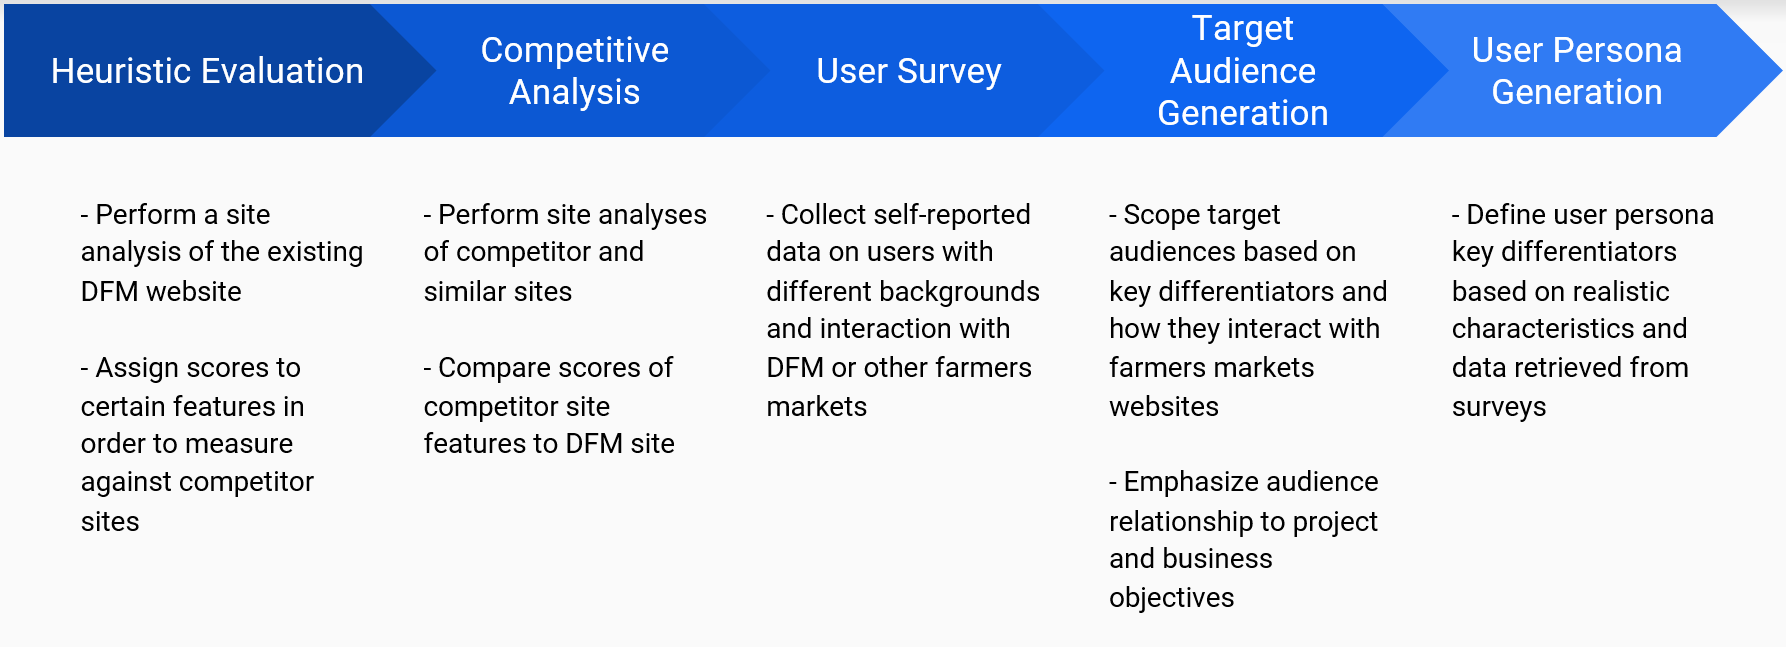 Heuristic Evaluation
Competitive
Analysis
User Survey
Target
Audience
Generation
User Persona
Generation
- Perform a site
analysis of the existing
DFM website
- Assign scores to
certain features in
order to measure
against competitor
sites
- Perform site analyses
of competitor and
similar sites
- Compare scores of
competitor site
features to DFM site
- Collect self-reported
data on users with
different backgrounds
and interaction with
DFM or other farmers
markets
- Scope target
audiences based on
key differentiators and
how they interact with
farmers markets
websites
- Emphasize audience
relationship to project
and business
objectives
- Define user persona
key differentiators
based on realistic
characteristics and
data retrieved from
surveys